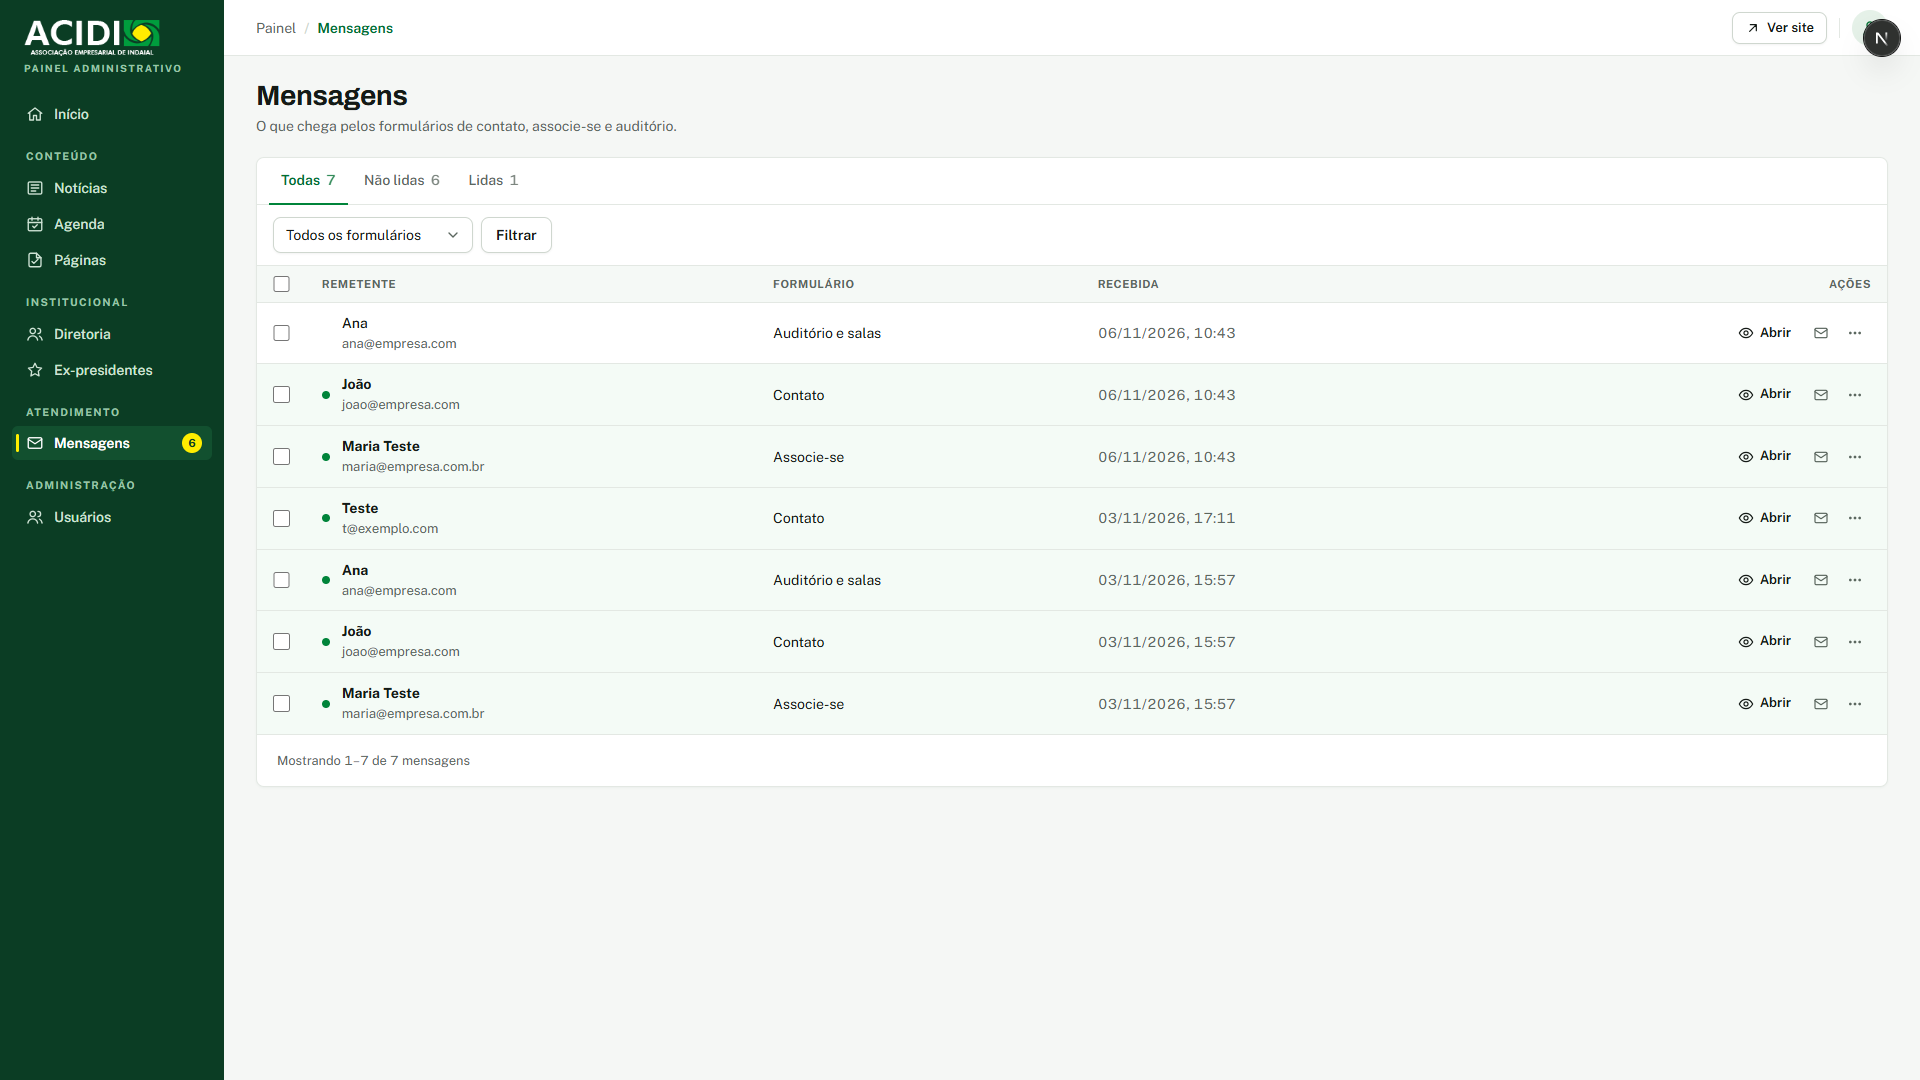 ACIDI
ASSOCIAÇÃO EMPRESARIAL DE INDAIAL
PAINEL ADMINISTRATIVO
Início
CONTEÚDO
Notícias
Agenda
Páginas
INSTITUCIONAL
Diretoria
Ex-presidentes
ATENDIMENTO
Mensagens 6
ADMINISTRAÇÃO
Usuários
Painel / Mensagens
Ver site
N
Mensagens
O que chega pelos formulários de contato, associe-se e auditório.
Todas 7 Não lidas 6 Lidas 1
Todos os formulários Filtrar
REMETENTE FORMULÁRIO RECEBIDA AÇÕES
Ana
ana@empresa.com
Auditório e salas 06/11/2026, 10:43 Abrir
João
joao@empresa.com
Contato 06/11/2026, 10:43 Abrir
Maria Teste
maria@empresa.com.br
Associe-se 06/11/2026, 10:43 Abrir
Teste
t@exemplo.com
Contato 03/11/2026, 17:11 Abrir
Ana
ana@empresa.com
Auditório e salas 03/11/2026, 15:57 Abrir
João
joao@empresa.com
Contato 03/11/2026, 15:57 Abrir
Maria Teste
maria@empresa.com.br
Associe-se 03/11/2026, 15:57 Abrir
Mostrando 1–7 de 7 mensagens